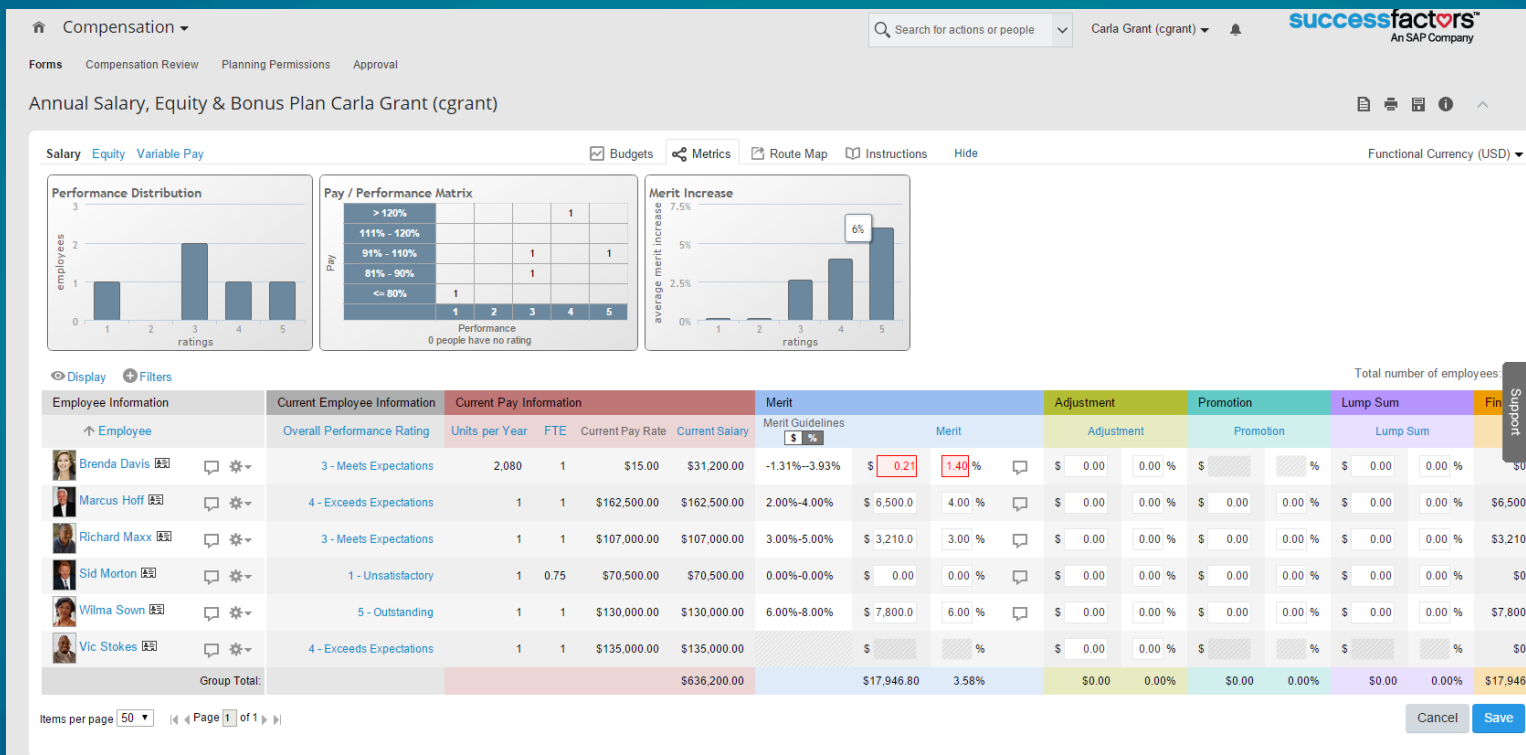 Compensation
Search for actions or people
Carla Grant (cgrant)
successfactors™
An SAP Company
Forms Compensation Review Planning Permissions Approval
Annual Salary, Equity & Bonus Plan Carla Grant (cgrant)
Salary Equity Variable Pay
Budgets Metrics Route Map Instructions Hide
Functional Currency (USD)
Performance Distribution
employees
3
2
1
0
1 2 3 4 5
ratings
Pay / Performance Matrix
Pay
> 120% 1
111% - 120%
91% - 110% 1 1
81% - 90% 1
<= 80% 1
1 2 3 4 5
Performance
0 people have no rating
Merit Increase
average merit increase
7.5%
5%
2.5%
0%
6%
1 2 3 4 5
ratings
Display Filters
Total number of employees:
Support
Employee Information Current Employee Information Current Pay Information Merit Adjustment Promotion Lump Sum Fin
Employee Overall Performance Rating Units per Year FTE Current Pay Rate Current Salary Merit Guidelines $ % Merit Adjustment Promotion Lump Sum
Brenda Davis 3 - Meets Expectations 2,080 1 $15.00 $31,200.00 -1.31%--3.93% $ 0.21 1.40 % $ 0.00 0.00 % $ % $ 0.00 0.00 % $0
Marcus Hoff 4 - Exceeds Expectations 1 1 $162,500.00 $162,500.00 2.00%-4.00% $ 6,500.0 4.00 % $ 0.00 0.00 % $ 0.00 0.00 % $ 0.00 0.00 % $6,500
Richard Maxx 3 - Meets Expectations 1 1 $107,000.00 $107,000.00 3.00%-5.00% $ 3,210.0 3.00 % $ 0.00 0.00 % $ 0.00 0.00 % $ 0.00 0.00 % $3,210
Sid Morton 1 - Unsatisfactory 1 0.75 $70,500.00 $70,500.00 0.00%-0.00% $ 0.00 0.00 % $ 0.00 0.00 % $ 0.00 0.00 % $ 0.00 0.00 % $0
Wilma Sown 5 - Outstanding 1 1 $130,000.00 $130,000.00 6.00%-8.00% $ 7,800.0 6.00 % $ 0.00 0.00 % $ 0.00 0.00 % $ 0.00 0.00 % $7,800
Vic Stokes 4 - Exceeds Expectations 1 1 $135,000.00 $135,000.00 $ % $ 0.00 0.00 % $ % $ % $0
Group Total: $636,200.00 $17,946.80 3.58% $0.00 0.00% $0.00 0.00% $0.00 0.00% $17,946
Items per page 50 Page 1 of 1
Cancel Save